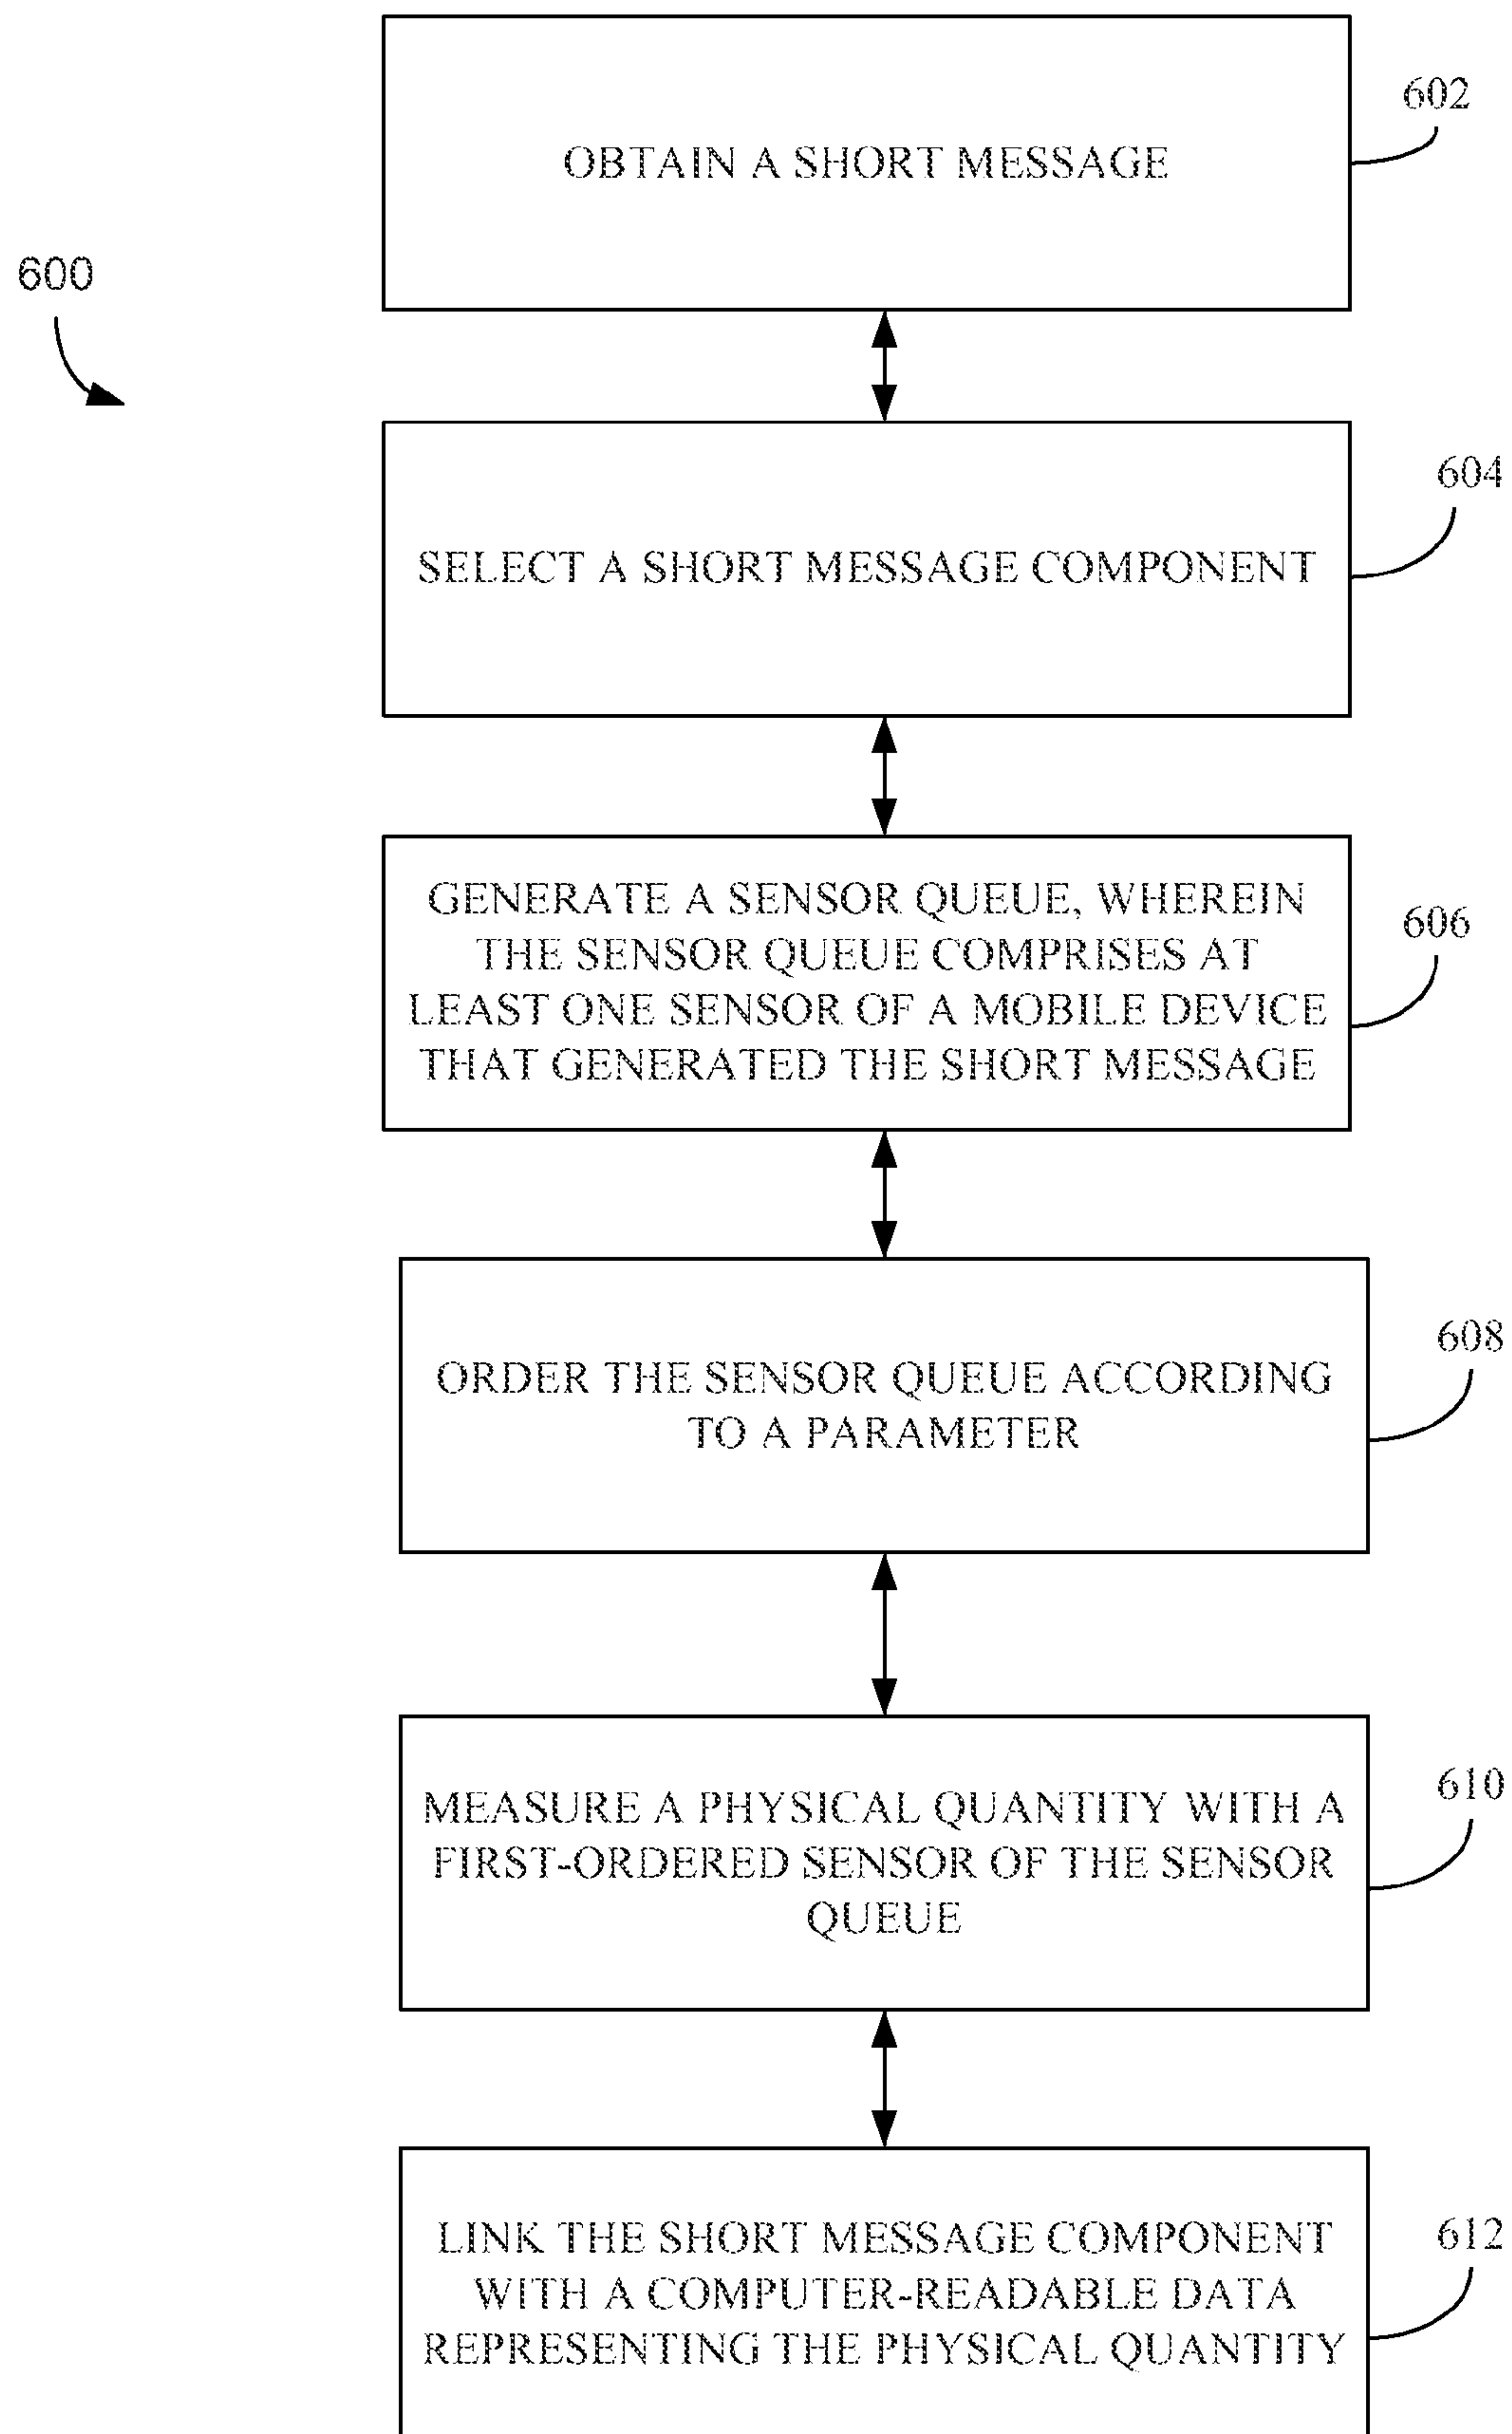 602
OBTAIN A SHORT MESSAGE
600
604
SELECT A SHORT MESSAGE COMPONENT
606
GENERATE A SENSOR QUEUE, WHEREIN
THE SENSOR QUEUE COMPRISES AT
LEAST ONE SENSOR OF A MOBILE DEVICE
THAT GENERATED THE SHORT MESSAGE
608
ORDER THE SENSOR QUEUE ACCORDING
TO A PARAMETER
610
MEASURE A PHYSICAL QUANTITY WITH A
FIRST-ORDERED SENSOR OF THE SENSOR
QUEUE
612
LINK THE SHORT MESSAGE COMPONENT
WITH A COMPUTER-READABLE DATA
REPRESENTING THE PHYSICAL QUANTITY